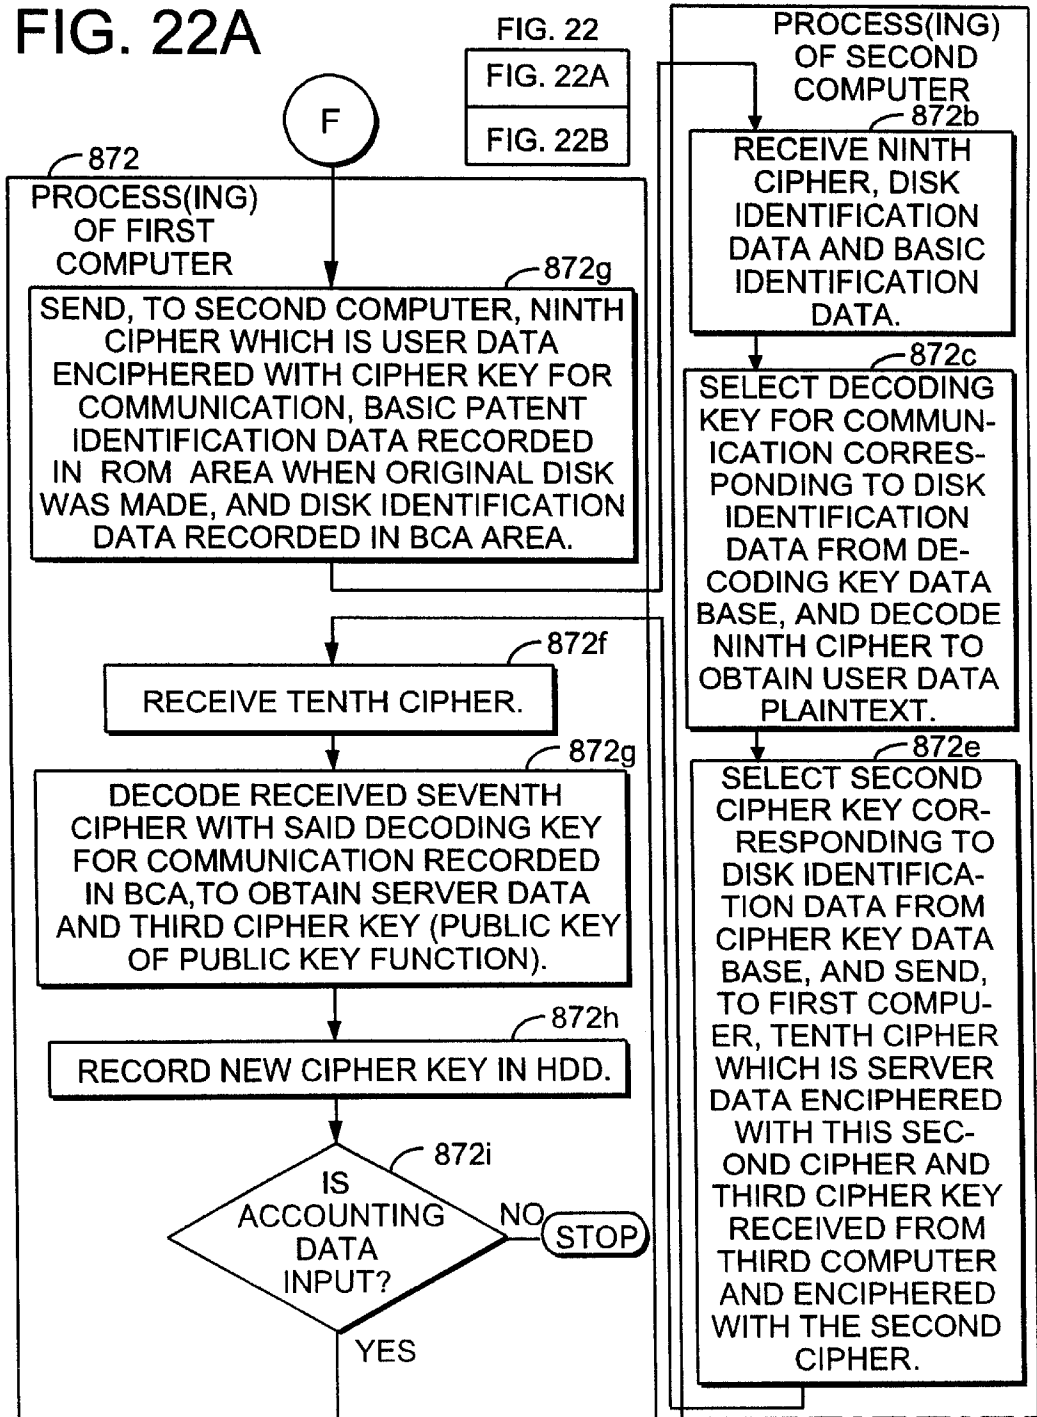 FIG. 22A
FIG. 22
FIG. 22A
FIG. 22B
F
872
PROCESS(ING)
OF FIRST
COMPUTER
872g
SEND, TO SECOND COMPUTER, NINTH
CIPHER WHICH IS USER DATA
ENCIPHERED WITH CIPHER KEY FOR
COMMUNICATION, BASIC PATENT
IDENTIFICATION DATA RECORDED
IN ROM AREA WHEN ORIGINAL DISK
WAS MADE, AND DISK IDENTIFICATION
DATA RECORDED IN BCA AREA.
872f
RECEIVE TENTH CIPHER.
872g
DECODE RECEIVED SEVENTH
CIPHER WITH SAID DECODING KEY
FOR COMMUNICATION RECORDED
IN BCA, TO OBTAIN SERVER DATA
AND THIRD CIPHER KEY (PUBLIC KEY
OF PUBLIC KEY FUNCTION).
872h
RECORD NEW CIPHER KEY IN HDD.
872i
IS
ACCOUNTING
DATA
INPUT?
NO
STOP
YES
PROCESS(ING)
OF SECOND
COMPUTER
872b
RECEIVE NINTH
CIPHER, DISK
IDENTIFICATION
DATA AND BASIC
IDENTIFICATION
DATA.
872c
SELECT DECODING
KEY FOR COMMUN-
ICATION CORRES-
PONDING TO DISK
IDENTIFICATION
DATA FROM DE-
CODING KEY DATA
BASE, AND DECODE
NINTH CIPHER TO
OBTAIN USER DATA
PLAINTEXT.
872e
SELECT SECOND
CIPHER KEY COR-
RESPONDING TO
DISK IDENTIFICA-
TION DATA FROM
CIPHER KEY DATA
BASE, AND SEND,
TO FIRST COMPU-
ER, TENTH CIPHER
WHICH IS SERVER
DATA ENCIPHERED
WITH THIS SEC-
OND CIPHER AND
THIRD CIPHER KEY
RECEIVED FROM
THIRD COMPUTER
AND ENCIPHERED
WITH THE SECOND
CIPHER.